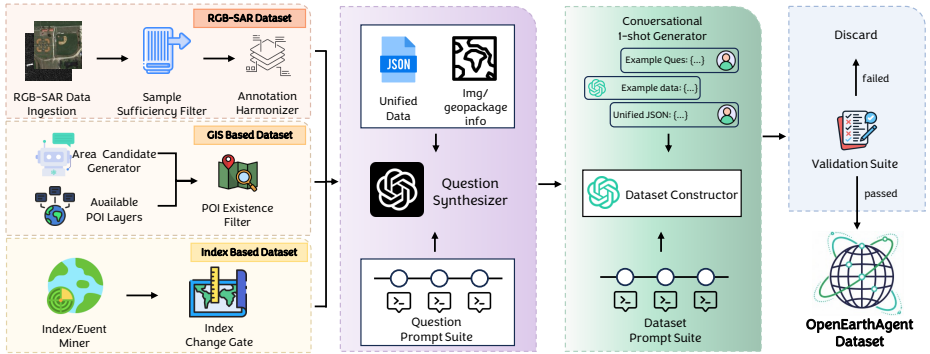 RGB-SAR Dataset
RGB-SAR Data
Ingestion
Sample
Sufficiency Filter
Annotation
Harmonizer
GIS Based Dataset
Area Candidate
Generator
Available
POI Layers
POI Existence
Filter
Index Based Dataset
Index/Event
Miner
Index
Change Gate
JSON
Unified
Data
Img/
geopackage
info
Question
Synthesizer
Question
Prompt Suite
Conversational
1-shot Generator
Example Ques: {...}
Example data: {...}
Unified JSON: {...}
Dataset Constructor
Dataset
Prompt Suite
Discard
failed
Validation Suite
passed
OpenEarthAgent
Dataset